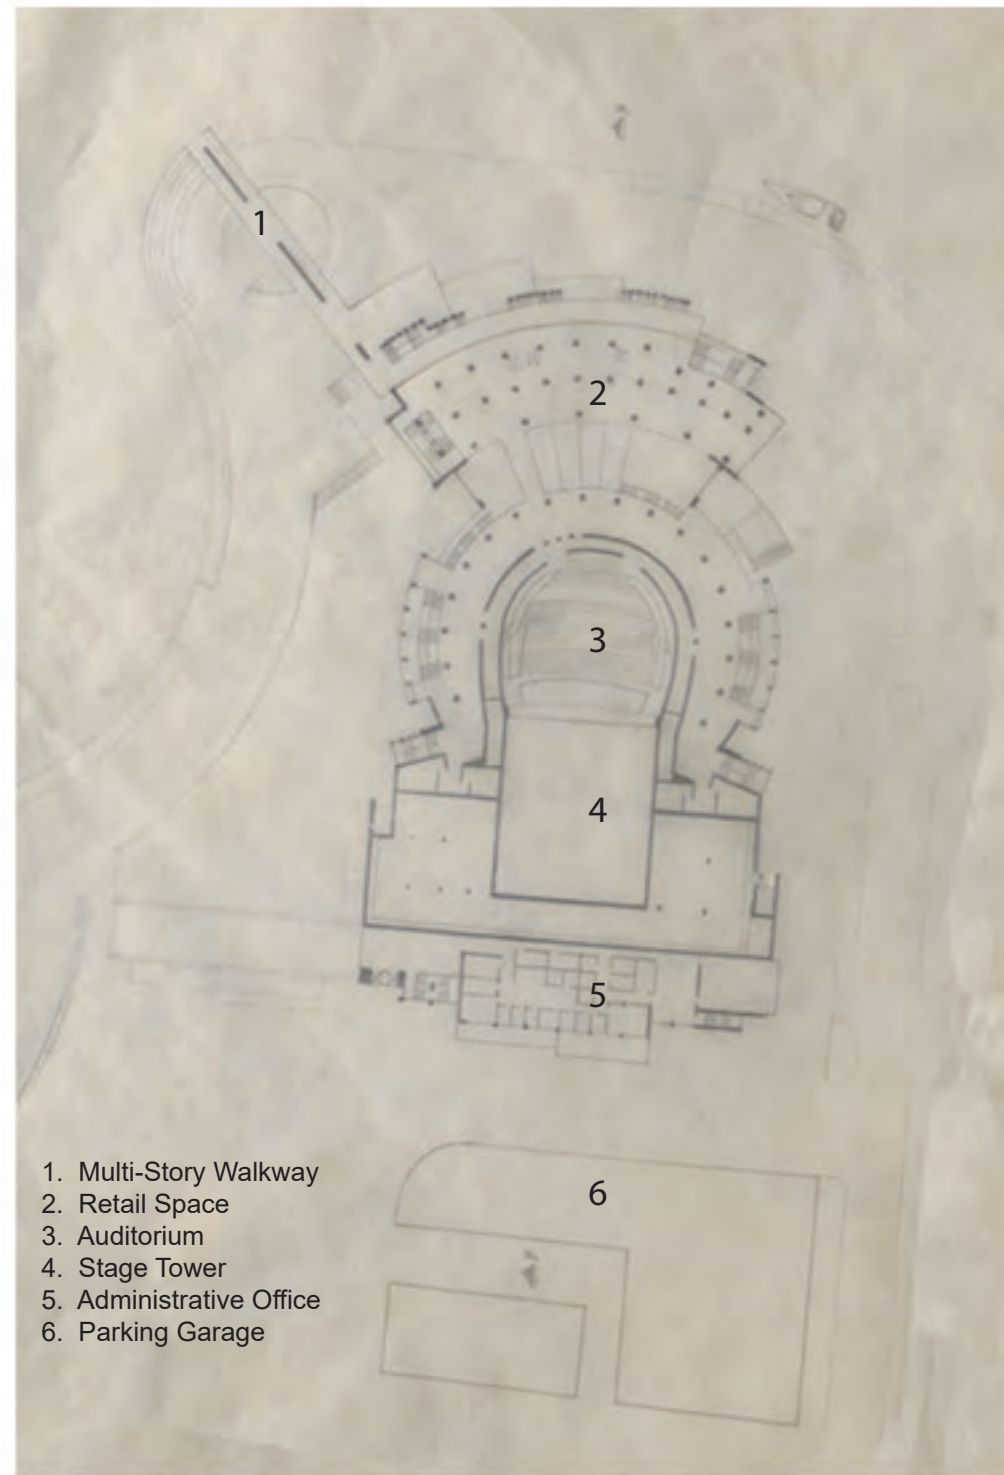 1
2
3
4
5
6
1. Multi-Story Walkway
2. Retail Space
3. Auditorium
4. Stage Tower
5. Administrative Office
6. Parking Garage